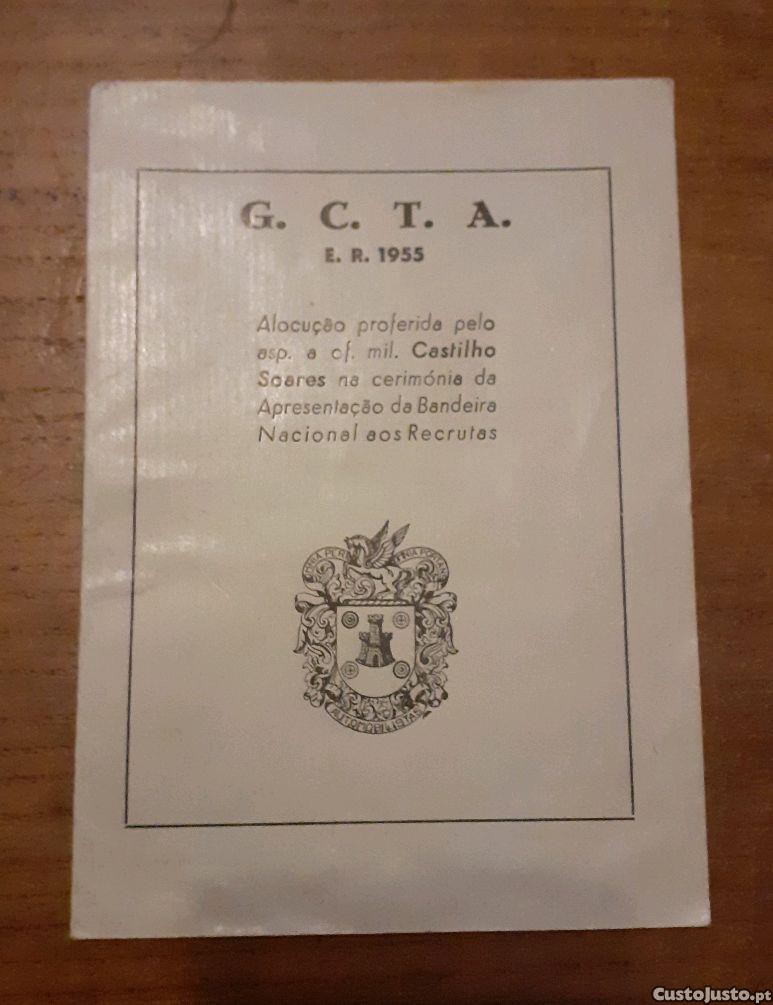 G. C. T. A.
E. R. 1955
Alocução proferida pelo
asp. a of. mil. Castilho
Soares na cerimónia da
Apresentação da Bandeira
Nacional aos Recrutas
AUTOMOBILISTAS
CustoJusto.pt